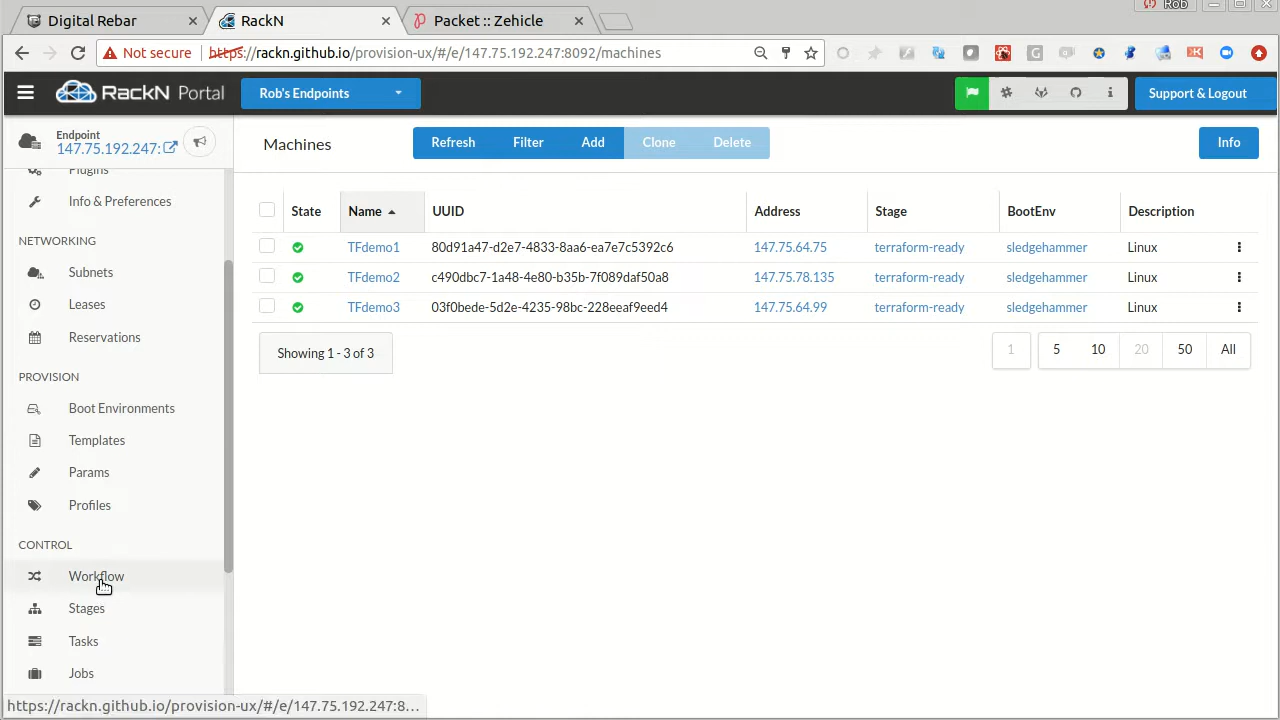 Digital Rebar
RackN
Packet :: Zehicle
Rob
Not secure
https://rackn.github.io/provision-ux/#/e/147.75.192.247:8092/machines
RackN Portal
Rob's Endpoints
Support & Logout
Endpoint
147.75.192.247:
Machines
Refresh
Filter
Add
Clone
Delete
Info
Plugins
Info & Preferences
NETWORKING
Subnets
Leases
Reservations
PROVISION
Boot Environments
Templates
Params
Profiles
CONTROL
Workflow
Stages
Tasks
Jobs
State Name UUID Address Stage BootEnv Description
TFdemo1 80d91a47-d2e7-4833-8aa6-ea7e7c5392c6 147.75.64.75 terraform-ready sledgehammer Linux
TFdemo2 c490dbc7-1a48-4e80-b35b-7f089daf50a8 147.75.78.135 terraform-ready sledgehammer Linux
TFdemo3 03f0bede-5d2e-4235-98bc-228eeaf9eed4 147.75.64.99 terraform-ready sledgehammer Linux
Showing 1 - 3 of 3
1 5 10 20 50 All
https://rackn.github.io/provision-ux/#/e/147.75.192.247:8...